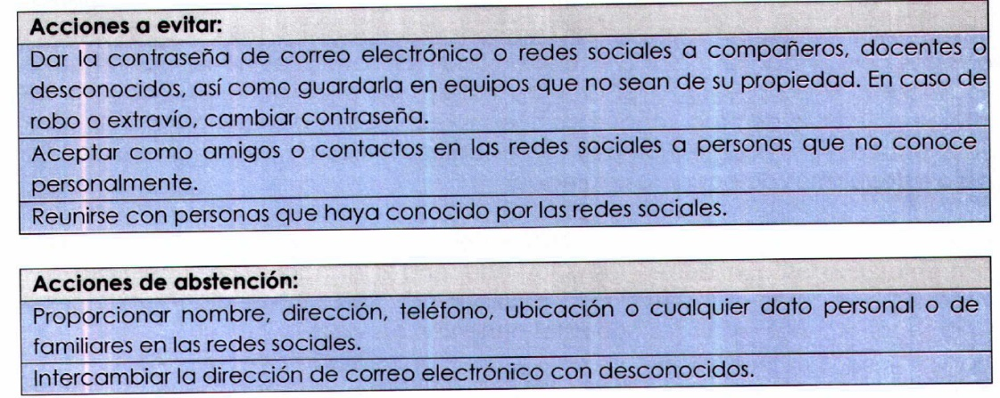 Acciones a evitar:
Dar la contraseña de correo electrónico o redes sociales a compañeros, docentes o
desconocidos, así como guardarla en equipos que no sean de su propiedad. En caso de
robo o extravío, cambiar contraseña.
Aceptar como amigos o contactos en las redes sociales a personas que no conoce
personalmente.
Reunirse con personas que haya conocido por las redes sociales.
Acciones de abstención:
Proporcionar nombre, dirección, teléfono, ubicación o cualquier dato personal o de
familiares en las redes sociales.
Intercambiar la dirección de correo electrónico con desconocidos.